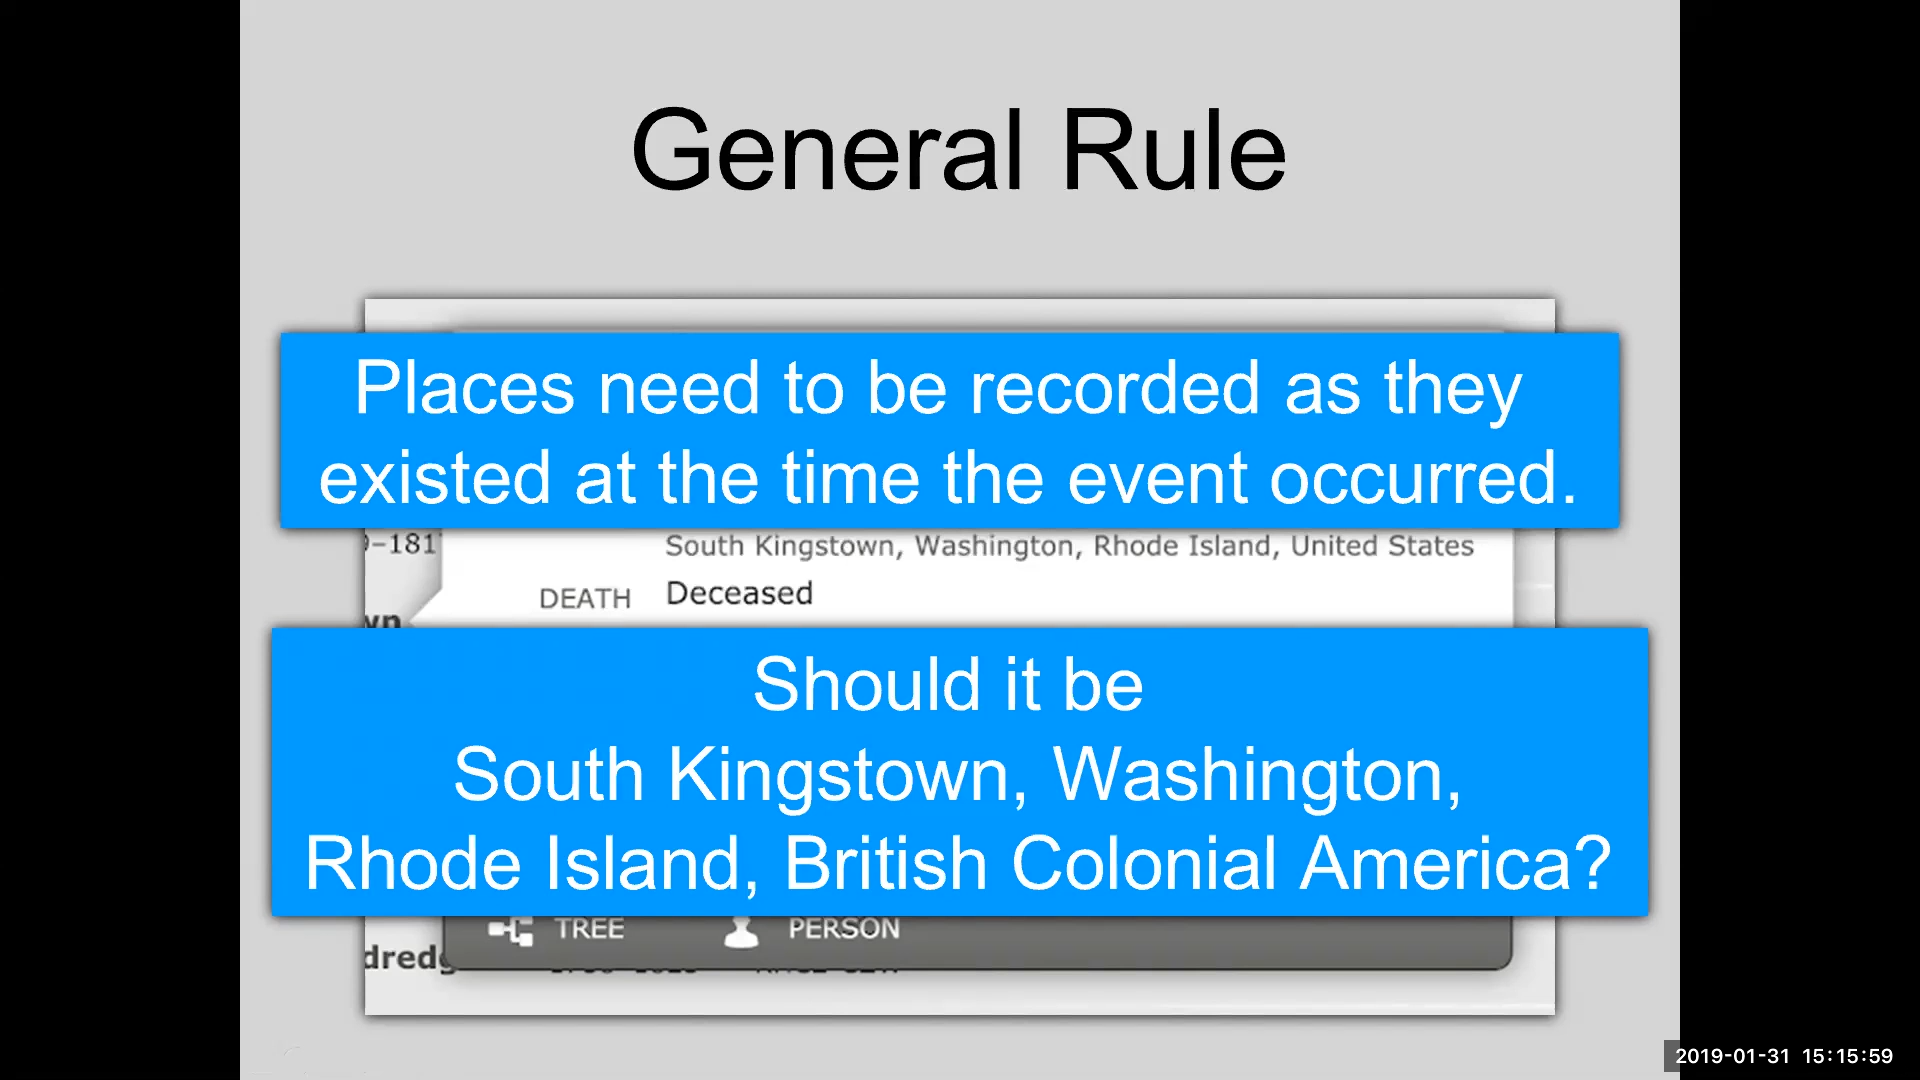 General Rule
Places need to be recorded as they
existed at the time the event occurred.
South Kingstown, Washington, Rhode Island, United States
DEATH Deceased
Should it be
South Kingstown, Washington,
Rhode Island, British Colonial America?
TREE PERSON
2019-01-31 15:15:59